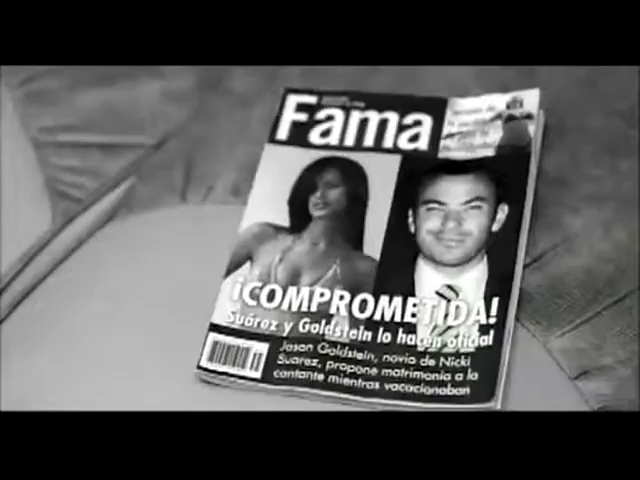 Fama
¡COMPROMETIDA!
Suárez y Goldstein lo hacen oficial
Jason Goldstein, novio de Nicki
Suarez, propone matrimonio a la
cantante mientras vacacionaban